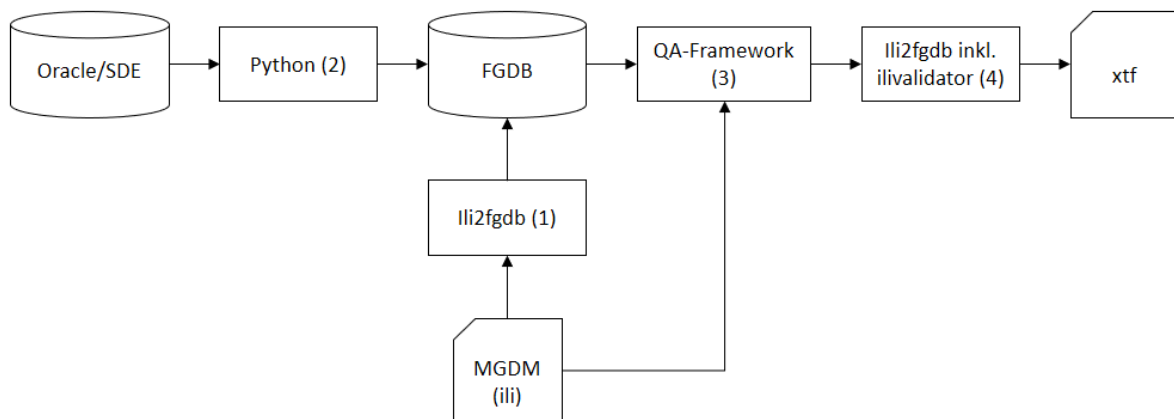 Oracle/SDE
Python (2)
FGDB
QA-Framework
(3)
Ili2fgdb inkl.
ilivalidator (4)
xtf
Ili2fgdb (1)
MGDM
(ili)